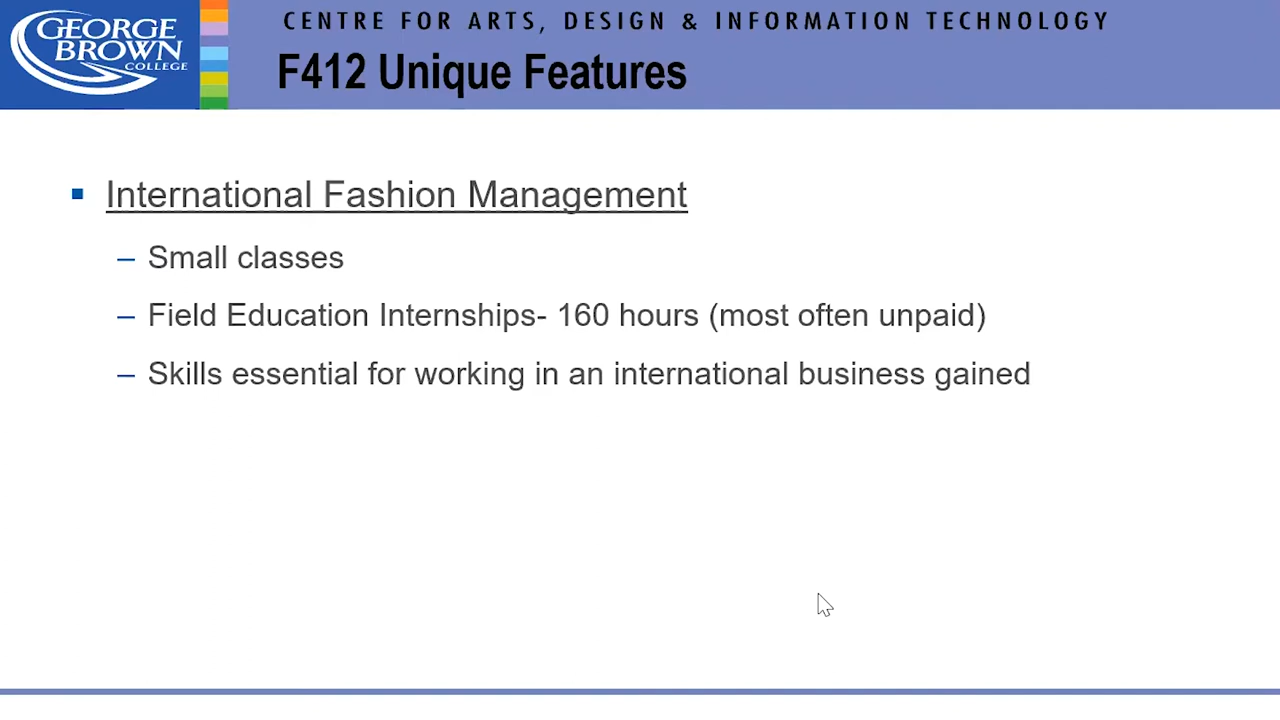 GEORGE
BROWN
COLLEGE
CENTRE FOR ARTS, DESIGN & INFORMATION TECHNOLOGY
F412 Unique Features
▪ International Fashion Management
– Small classes
– Field Education Internships- 160 hours (most often unpaid)
– Skills essential for working in an international business gained